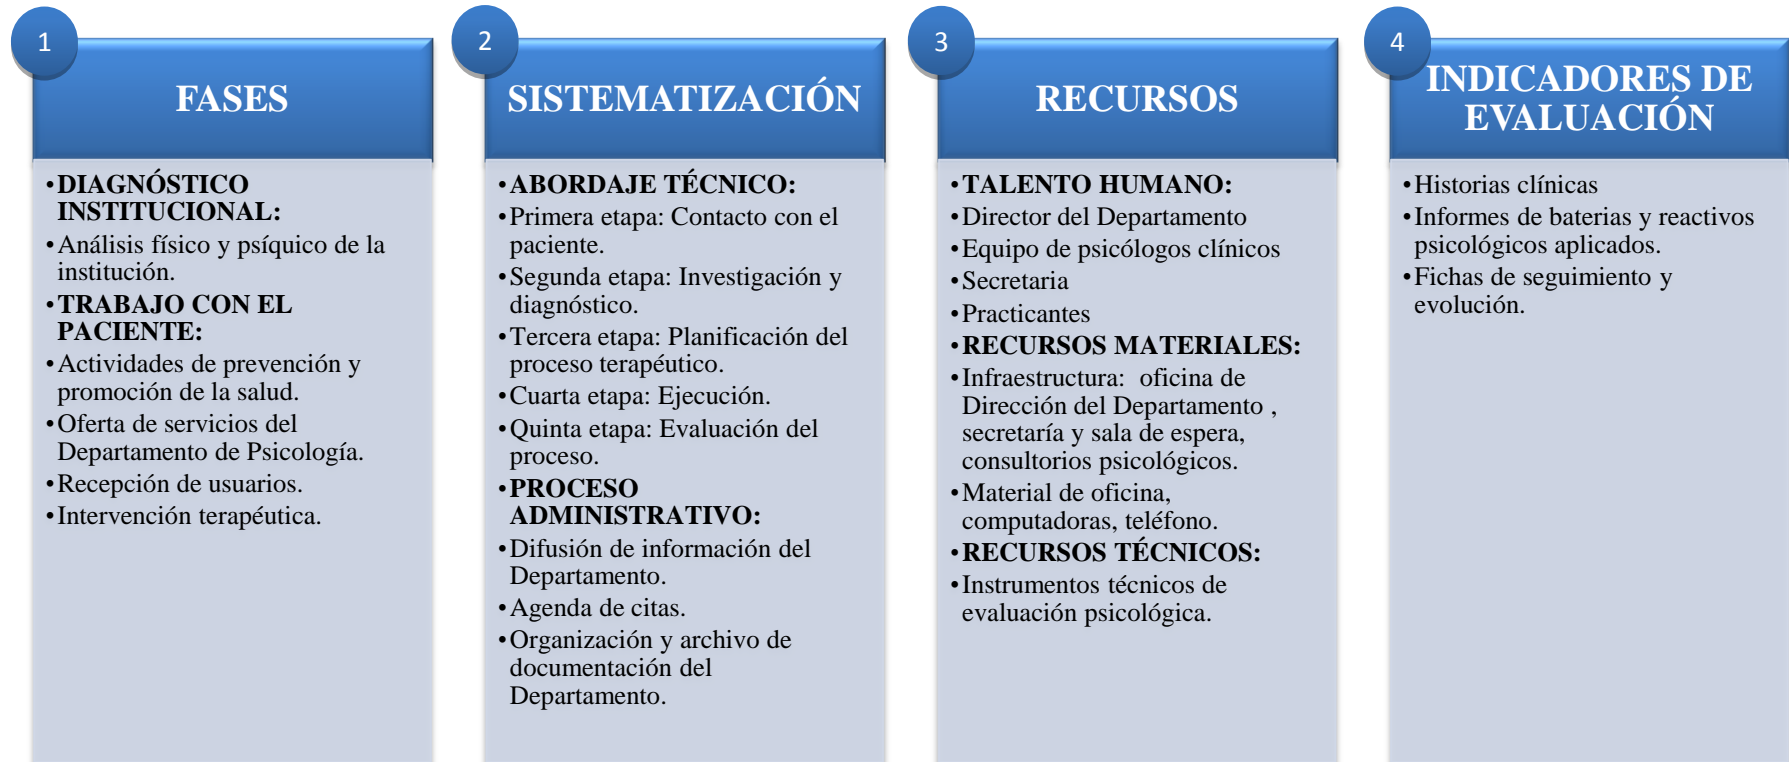 1
FASES
•DIAGNÓSTICO
INSTITUCIONAL:
•Análisis físico y psíquico de la
institución.
•TRABAJO CON EL
PACIENTE:
•Actividades de prevención y
promoción de la salud.
•Oferta de servicios del
Departamento de Psicología.
•Recepción de usuarios.
•Intervención terapéutica.
2
SISTEMATIZACIÓN
•ABORDAJE TÉCNICO:
•Primera etapa: Contacto con el
paciente.
•Segunda etapa: Investigación y
diagnóstico.
•Tercera etapa: Planificación del
proceso terapéutico.
•Cuarta etapa: Ejecución.
•Quinta etapa: Evaluación del
proceso.
•PROCESO
ADMINISTRATIVO:
•Difusión de información del
Departamento.
•Agenda de citas.
•Organización y archivo de
documentación del
Departamento.
3
RECURSOS
•TALENTO HUMANO:
•Director del Departamento
•Equipo de psicólogos clínicos
•Secretaria
•Practicantes
•RECURSOS MATERIALES:
•Infraestructura:  oficina de
Dirección del Departamento ,
secretaría y sala de espera,
consultorios psicológicos.
•Material de oficina,
computadoras, teléfono.
•RECURSOS TÉCNICOS:
•Instrumentos técnicos de
evaluación psicológica.
4
INDICADORES DE
EVALUACIÓN
•Historias clínicas
•Informes de baterias y reactivos
psicológicos aplicados.
•Fichas de seguimiento y
evolución.